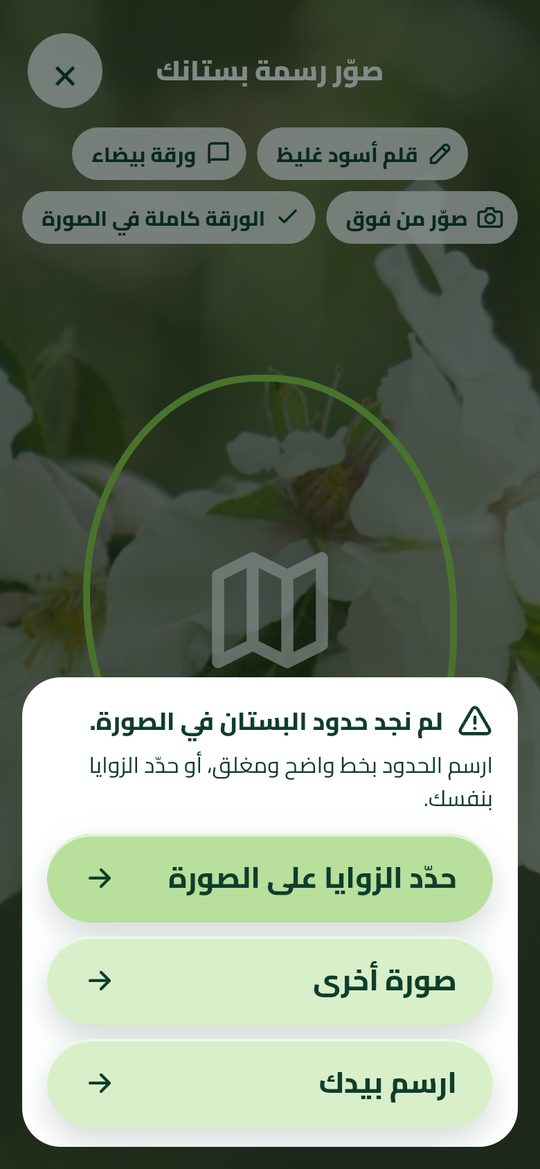 صوّر رسمة بستانك
قلم أسود غليظ
ورقة بيضاء
صوّر من فوق
الورقة كاملة في الصورة
لم نجد حدود البستان في الصورة.
ارسم الحدود بخط واضح ومغلق، أو حدّد الزوايا
بنفسك.
حدّد الزوايا على الصورة
صورة أخرى
ارسم بيدك